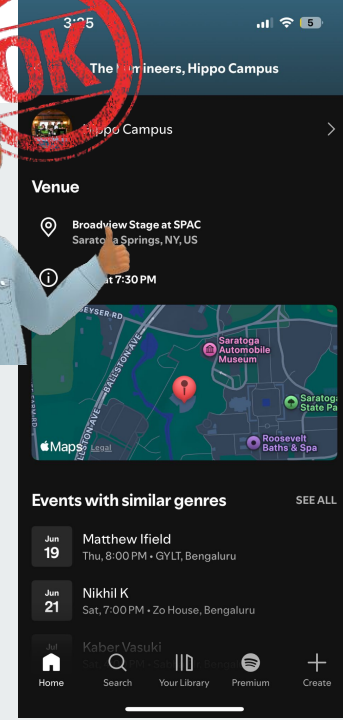 OK
3:25
5
The Lumineers, Hippo Campus
Hippo Campus
Venue
Broadview Stage at SPAC
Saratoga Springs, NY, US
at 7:30 PM
GEYSER RD
BALLSTON AVE
BALLSTON AVE
Saratoga
Automobile
Museum
Saratoga
State Pa
Roosevelt
Baths & Spa
Maps
Legal
Events with similar genres
SEE ALL
Jun
19
Matthew Ifield
Thu, 8:00 PM • GYLT, Bengaluru
Jun
21
Nikhil K
Sat, 7:00 PM • Zo House, Bengaluru
Jul
Kaber Vasuki
Home
Search
Your Library
Premium
Create